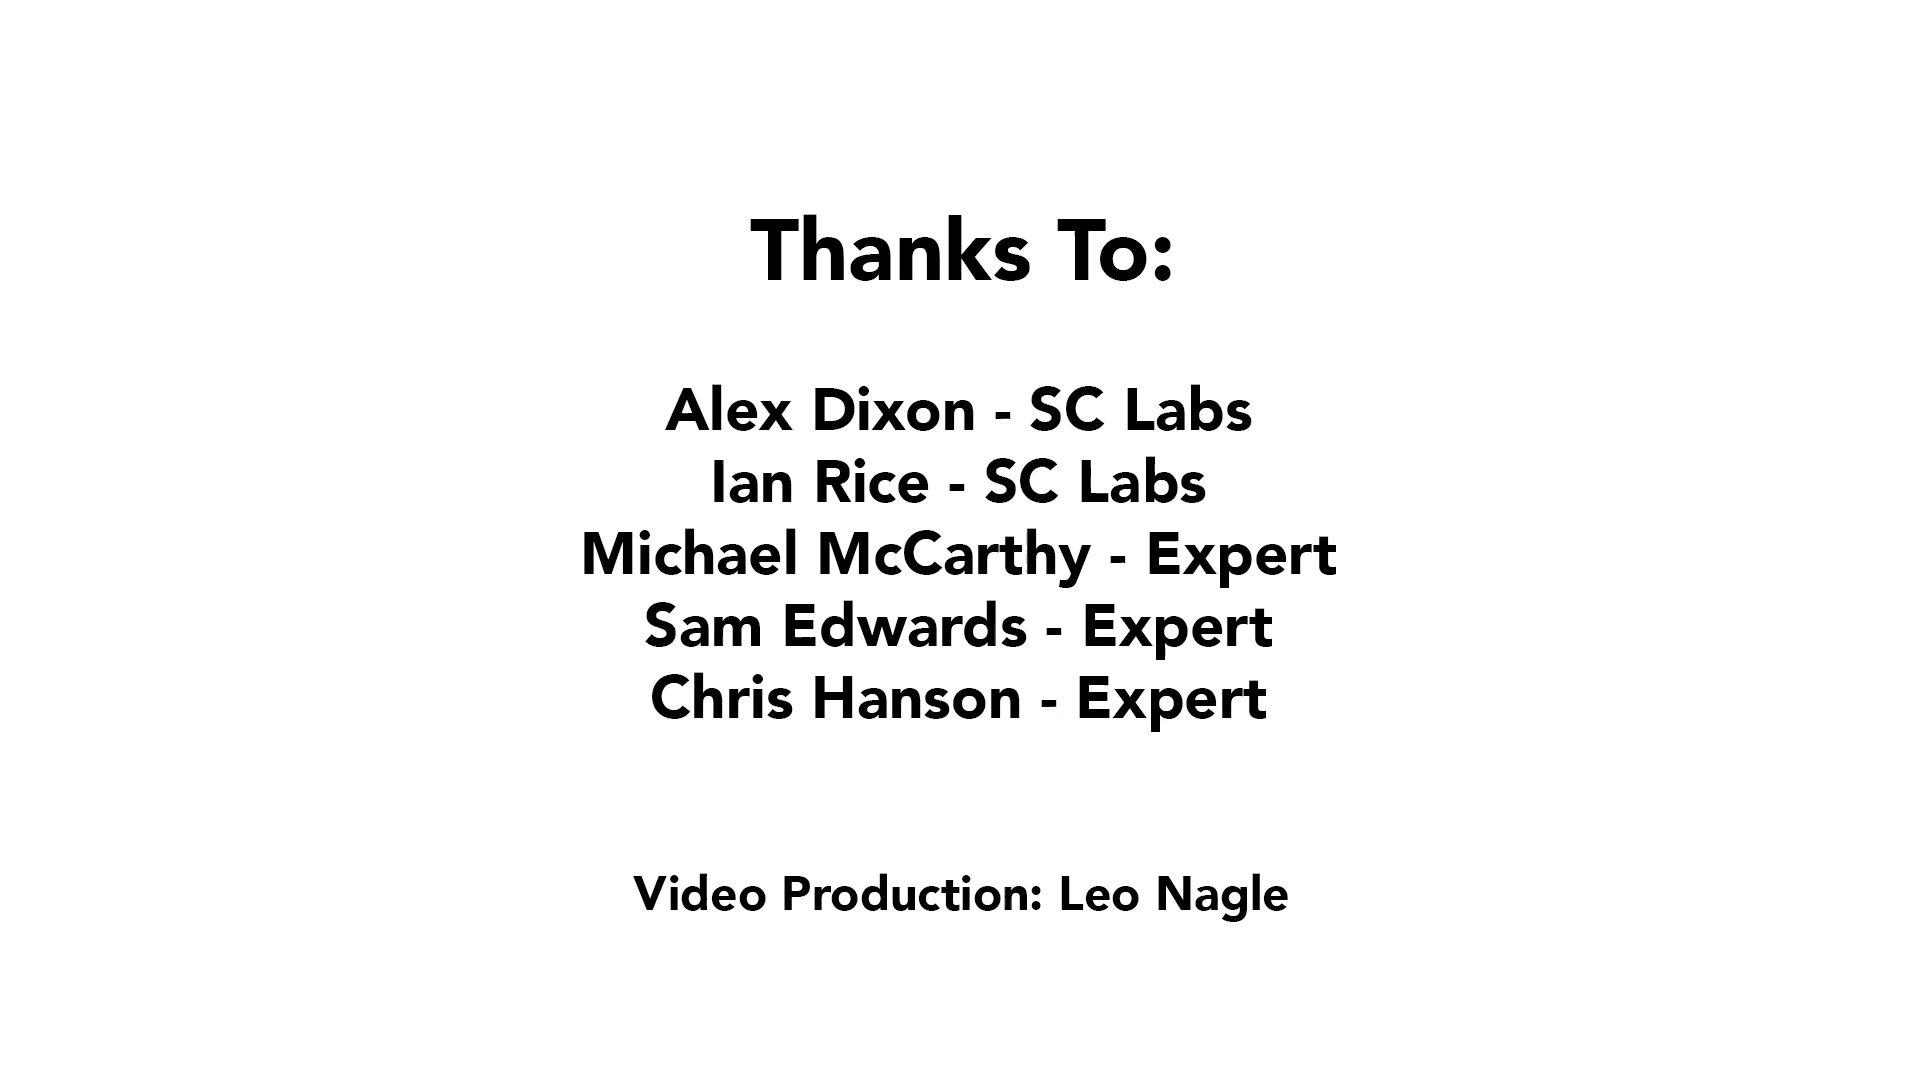 Thanks To:
Alex Dixon - SC Labs
Ian Rice - SC Labs
Michael McCarthy - Expert
Sam Edwards - Expert
Chris Hanson - Expert
Video Production: Leo Nagle